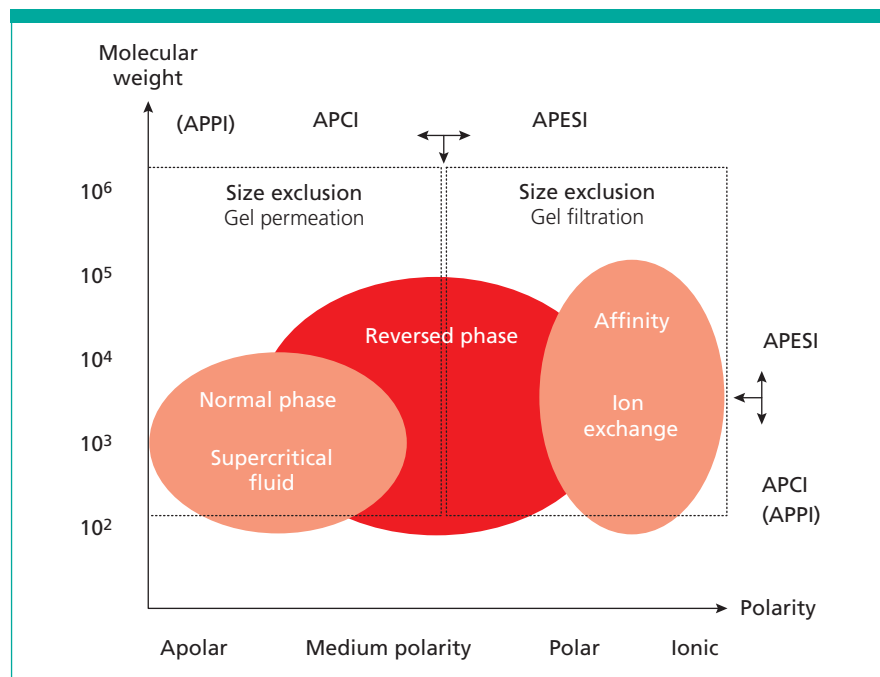 Molecular
weight
(APPI) APCI APESI
10⁶
Size exclusion
Gel permeation
Size exclusion
Gel filtration
10⁵
Reversed phase
Affinity
APESI
10⁴
Normal phase
Ion
exchange
10³
Supercritical
fluid
APCI
(APPI)
10²
Polarity
Apolar Medium polarity Polar Ionic